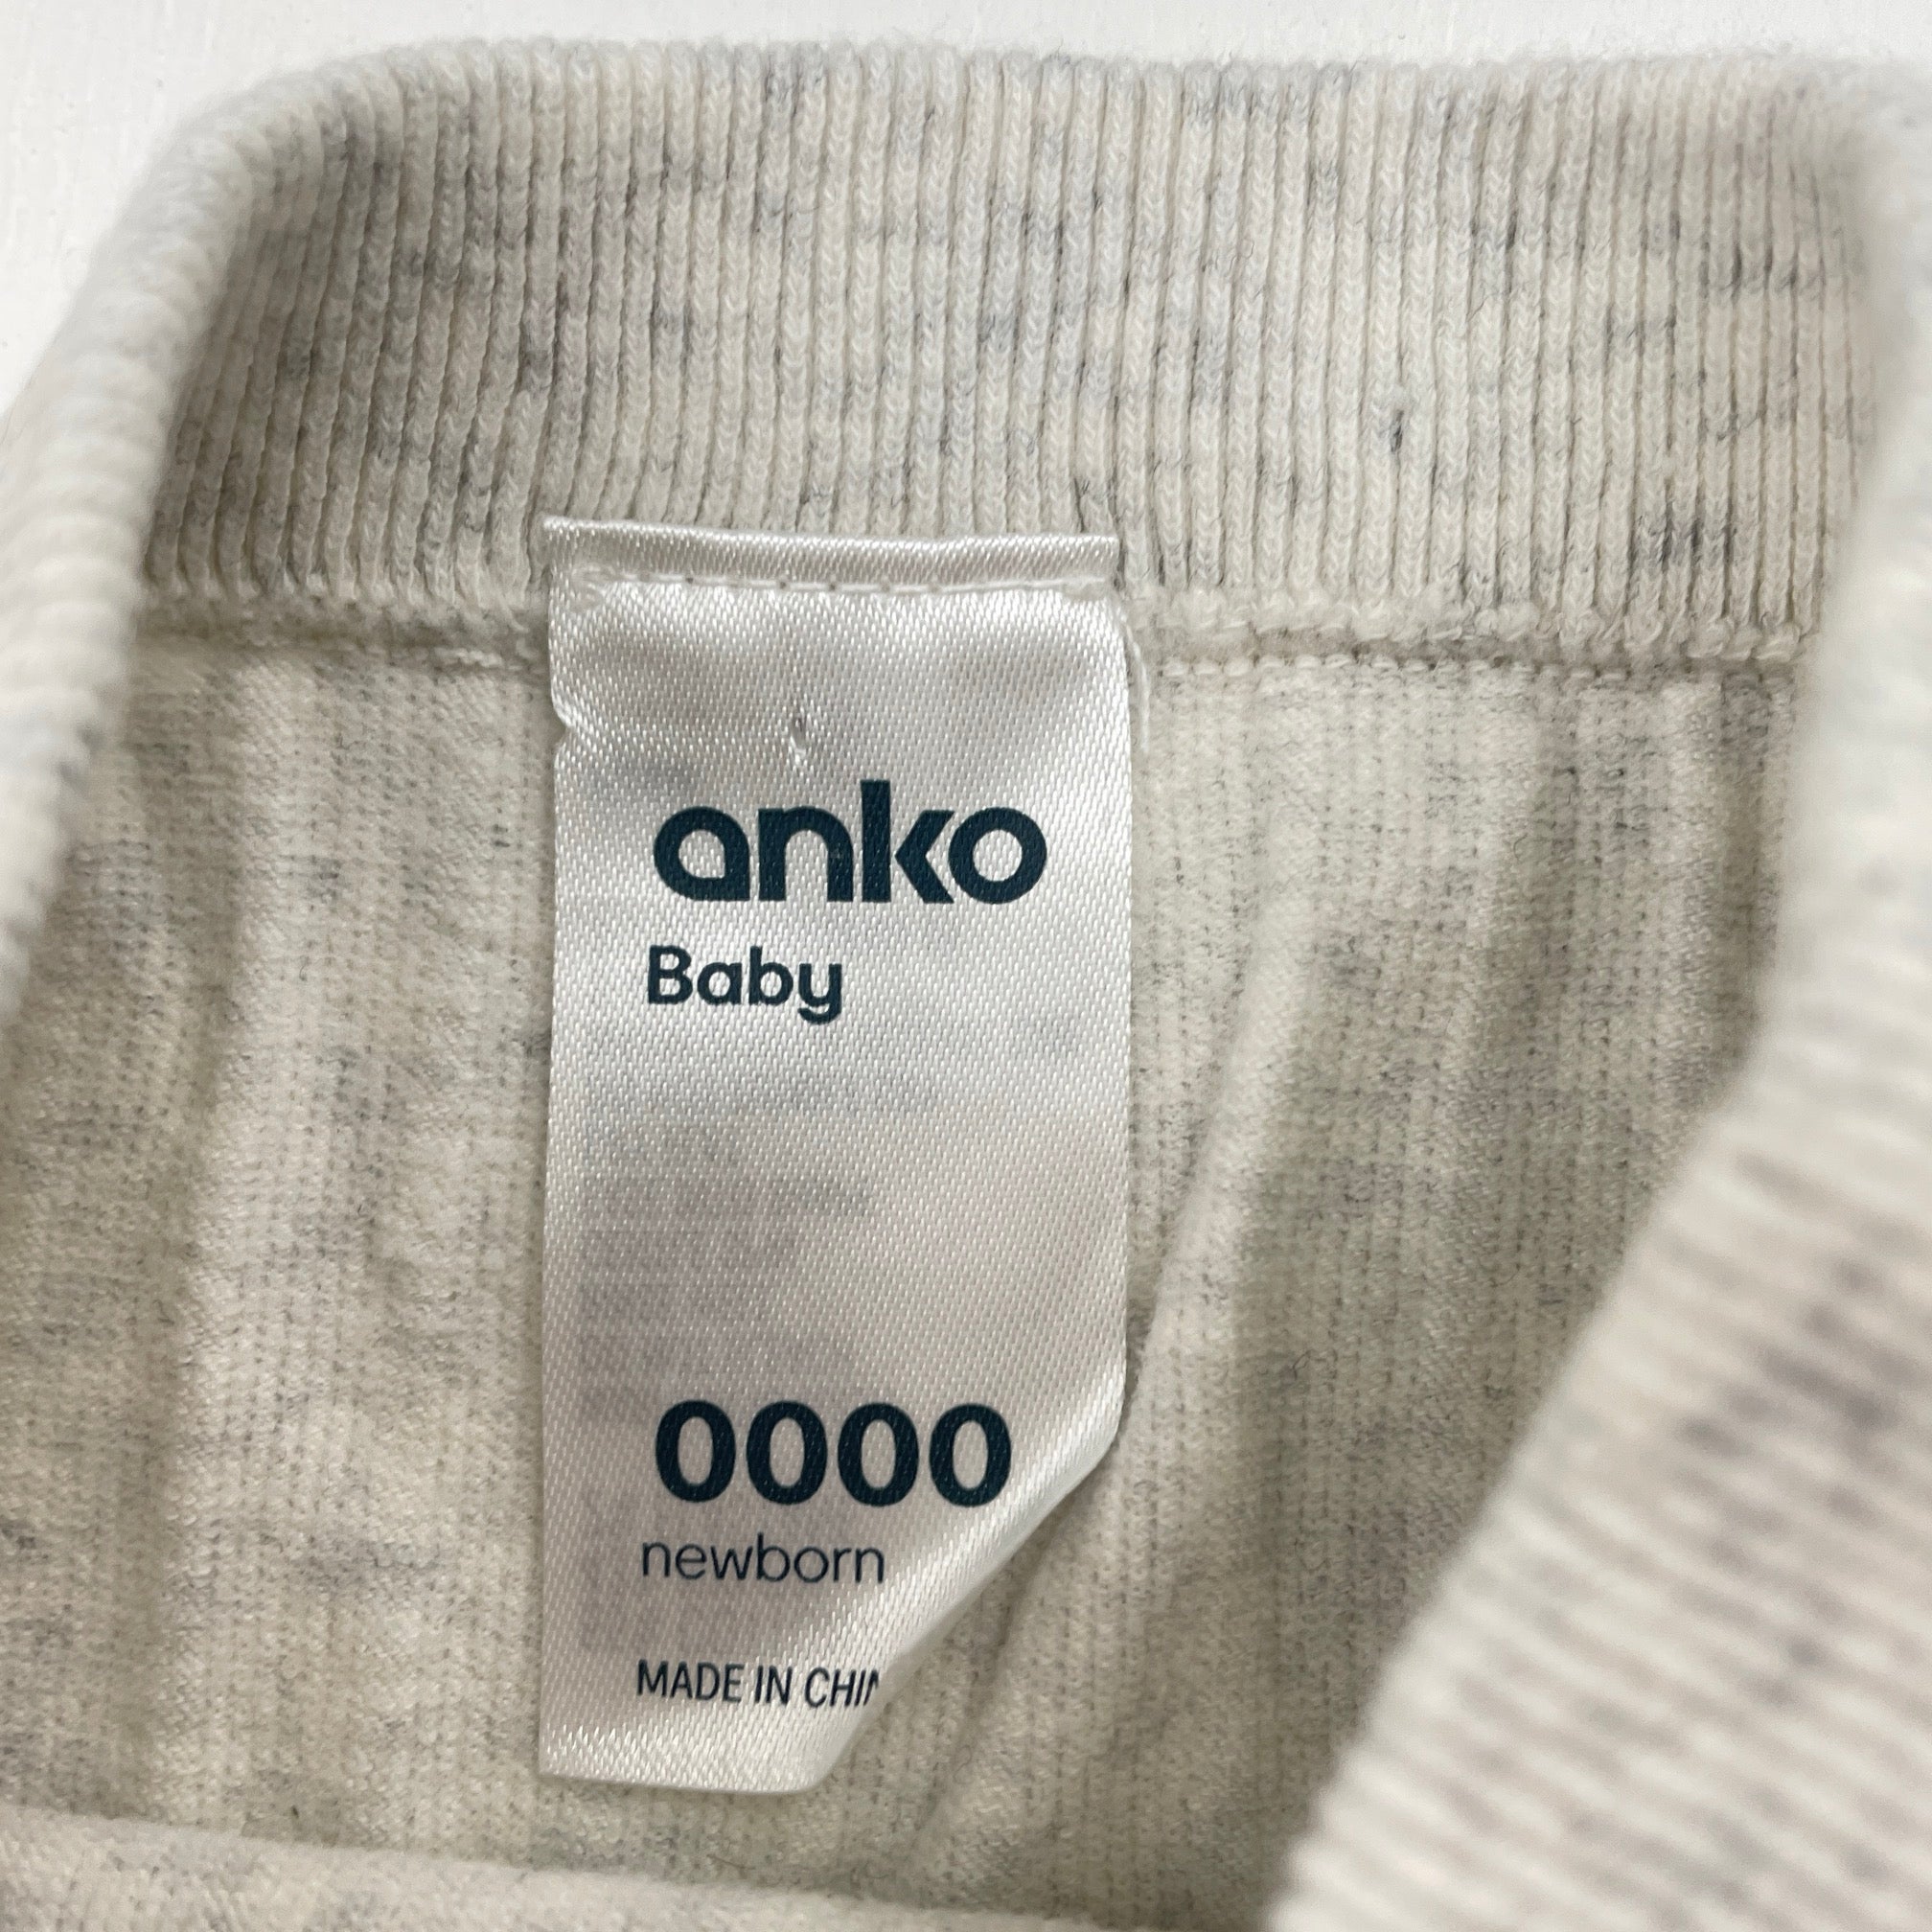 anko
Baby
0000
newborn
MADE IN CHIN